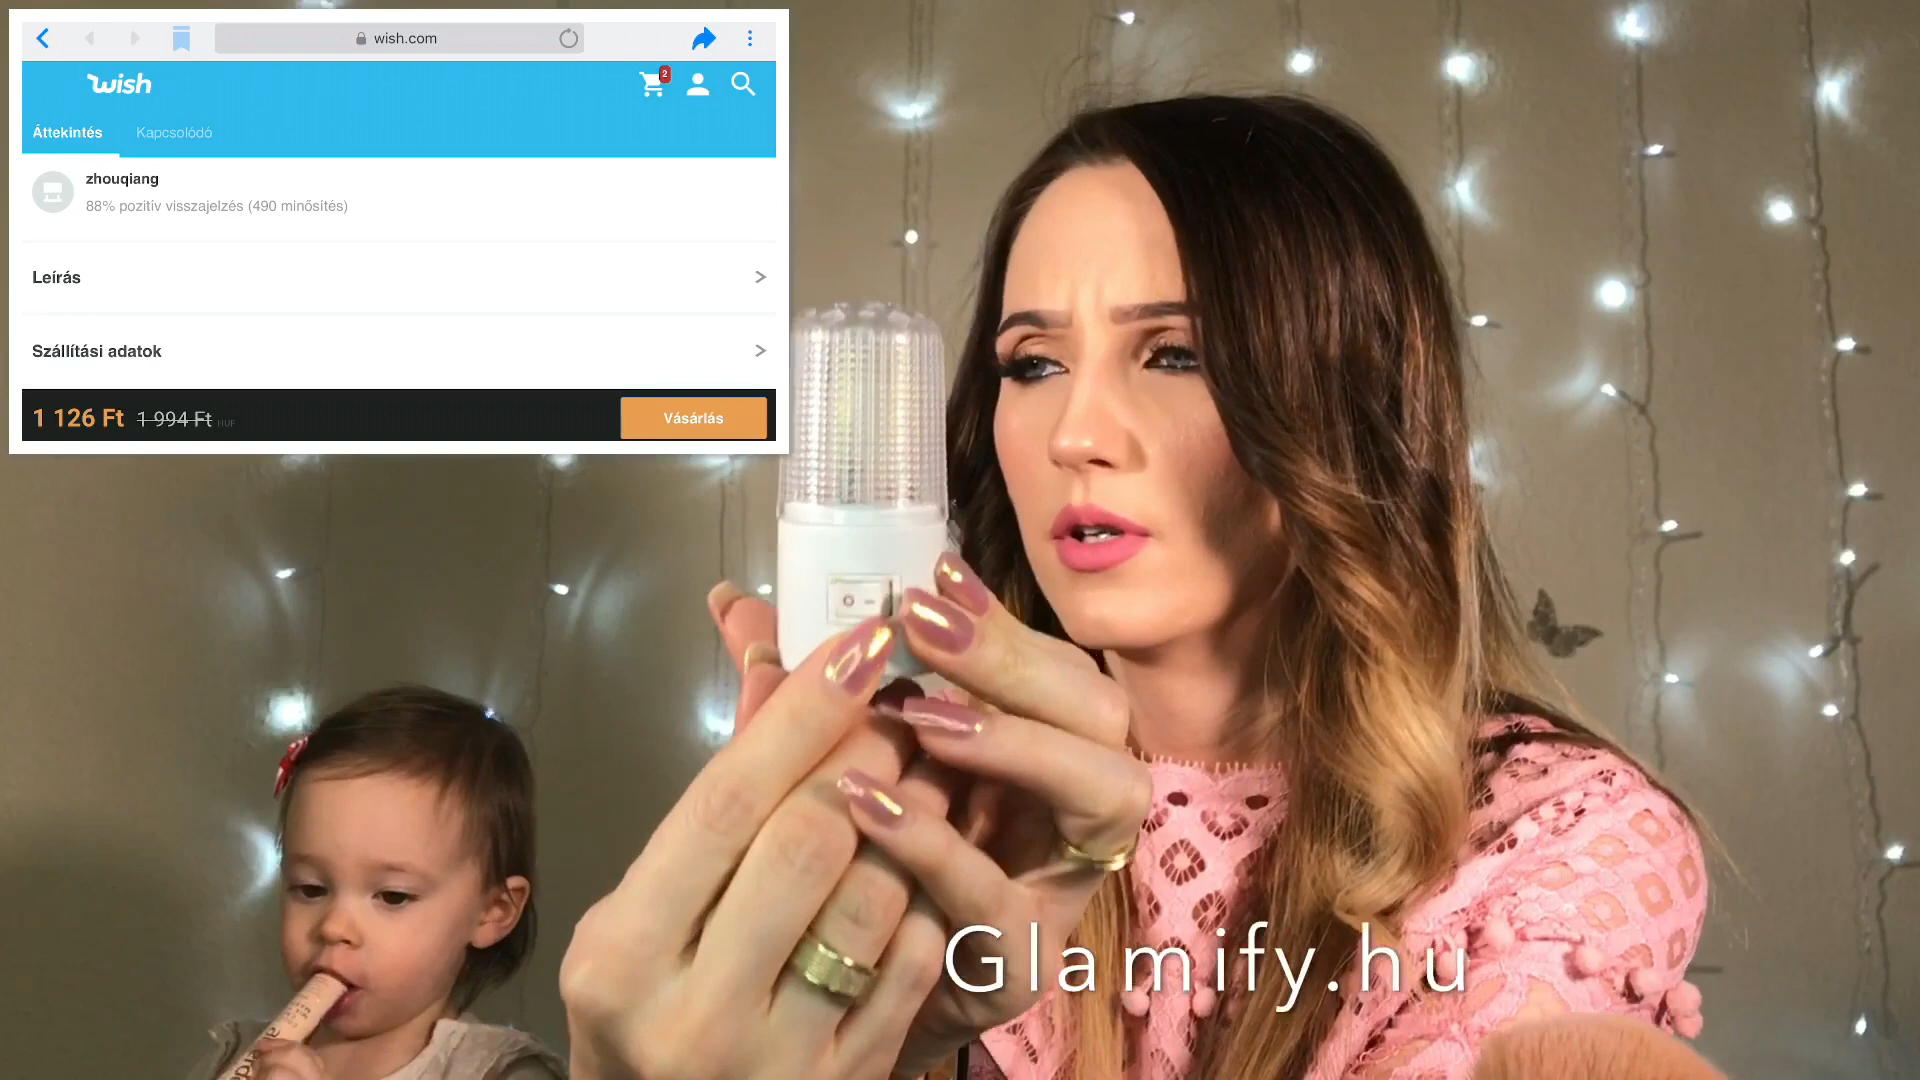 wish.com
wish
2
Áttekintés Kapcsolódó
zhouqiang
88% pozitív visszajelzés (490 minősítés)
Leírás
Szállítási adatok
1 126 Ft 1 994 Ft HUF
Vásárlás
Glamify.hu